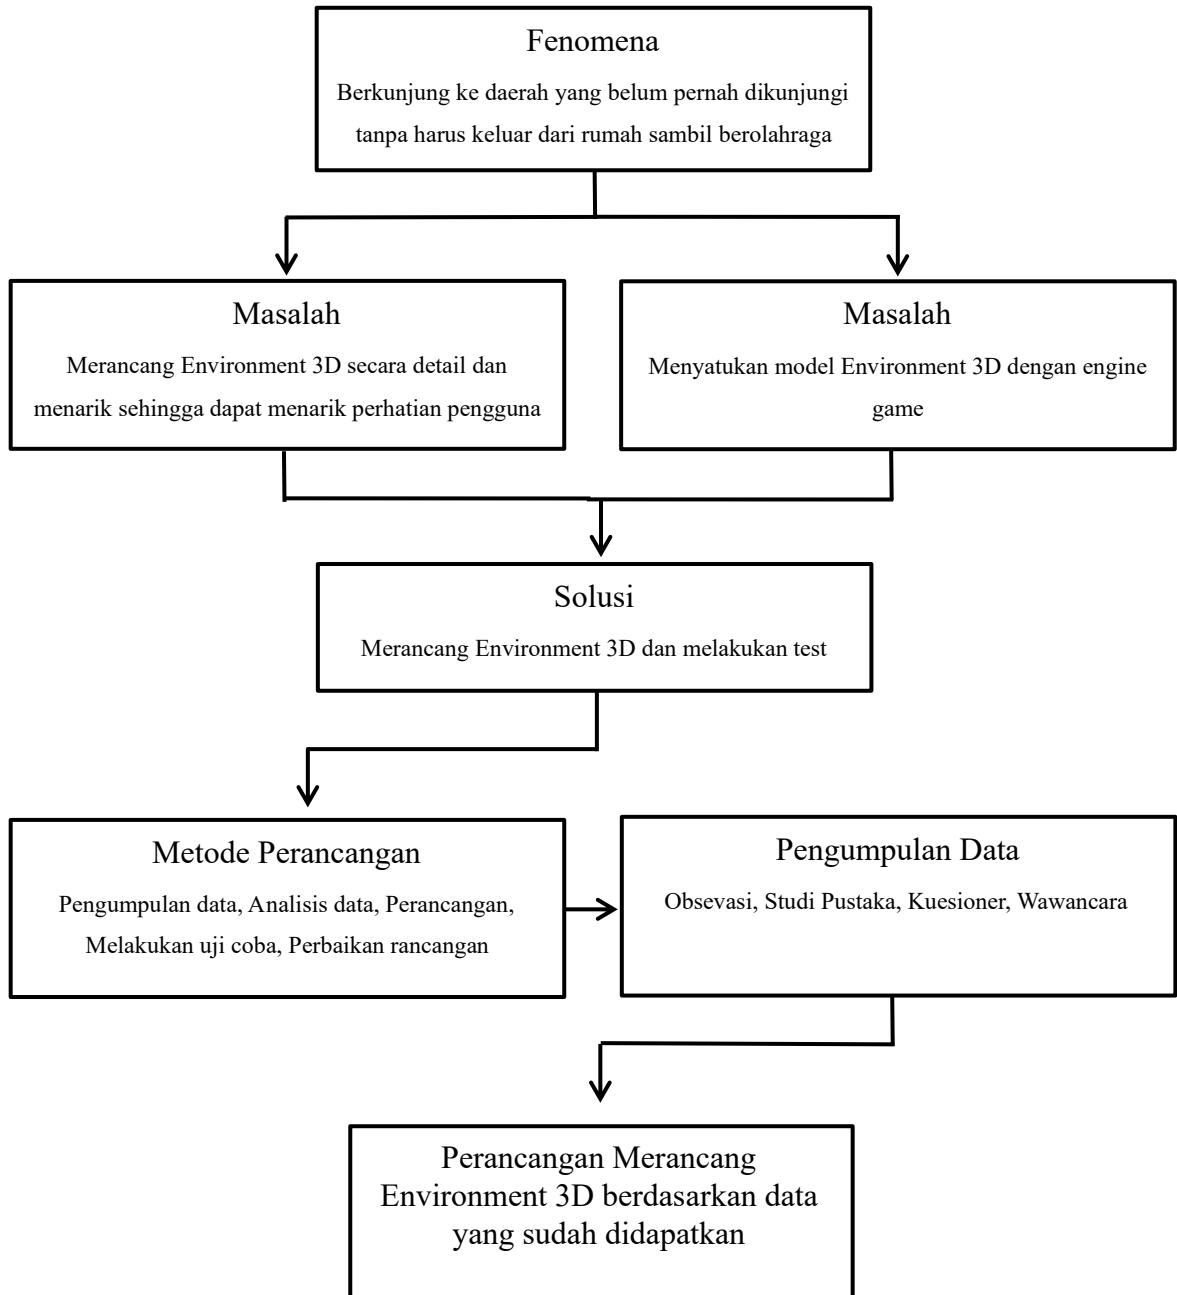 Fenomena
Berkunjung ke daerah yang belum pernah dikunjungi
tanpa harus keluar dari rumah sambil berolahraga
Masalah
Merancang Environment 3D secara detail dan
menarik sehingga dapat menarik perhatian pengguna
Masalah
Menyatukan model Environment 3D dengan engine
game
Solusi
Merancang Environment 3D dan melakukan test
Metode Perancangan
Pengumpulan data, Analisis data, Perancangan,
Melakukan uji coba, Perbaikan rancangan
Pengumpulan Data
Obsevasi, Studi Pustaka, Kuesioner, Wawancara
Perancangan Merancang
Environment 3D berdasarkan data
yang sudah didapatkan